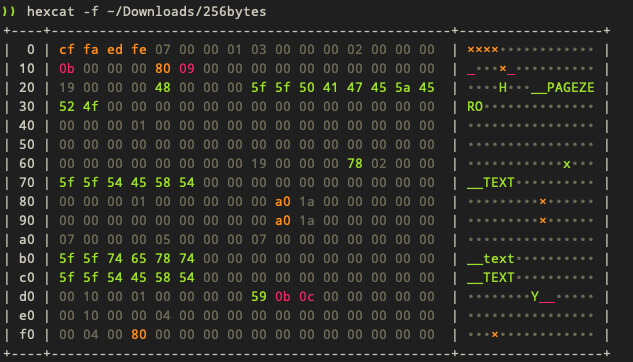 )) hexcat -f ~/Downloads/256bytes
+----+-------------------------------------------------+------------------+
|  0 | cf fa ed fe 07 00 00 01 03 00 00 00 02 00 00 00 | ××××•••••••••••• |
| 10 | 0b 00 00 00 80 09 00 00 00 00 00 00 00 00 00 00 | _•••×_•••••••••• |
| 20 | 19 00 00 00 48 00 00 00 5f 5f 50 41 47 45 5a 45 | ••••H•••__PAGEZE |
| 30 | 52 4f 00 00 00 00 00 00 00 00 00 00 00 00 00 00 | RO•••••••••••••• |
| 40 | 00 00 00 01 00 00 00 00 00 00 00 00 00 00 00 00 | •••••••••••••••• |
| 50 | 00 00 00 00 00 00 00 00 00 00 00 00 00 00 00 00 | •••••••••••••••• |
| 60 | 00 00 00 00 00 00 00 00 19 00 00 00 78 02 00 00 | ••••••••••••x••• |
| 70 | 5f 5f 54 45 58 54 00 00 00 00 00 00 00 00 00 00 | __TEXT•••••••••• |
| 80 | 00 00 00 01 00 00 00 00 00 a0 1a 00 00 00 00 00 | •••••••••×•••••• |
| 90 | 00 00 00 00 00 00 00 00 00 a0 1a 00 00 00 00 00 | •••••••••×•••••• |
| a0 | 07 00 00 00 05 00 00 00 07 00 00 00 00 00 00 00 | •••••••••••••••• |
| b0 | 5f 5f 74 65 78 74 00 00 00 00 00 00 00 00 00 00 | __text•••••••••• |
| c0 | 5f 5f 54 45 58 54 00 00 00 00 00 00 00 00 00 00 | __TEXT•••••••••• |
| d0 | 00 10 00 01 00 00 00 00 59 0b 0c 00 00 00 00 00 | ••••••••Y__••••• |
| e0 | 00 10 00 00 04 00 00 00 00 00 00 00 00 00 00 00 | •••••••••••••••• |
| f0 | 00 04 00 80 00 00 00 00 00 00 00 00 00 00 00 00 | •••×•••••••••••• |
+----+-------------------------------------------------+------------------+